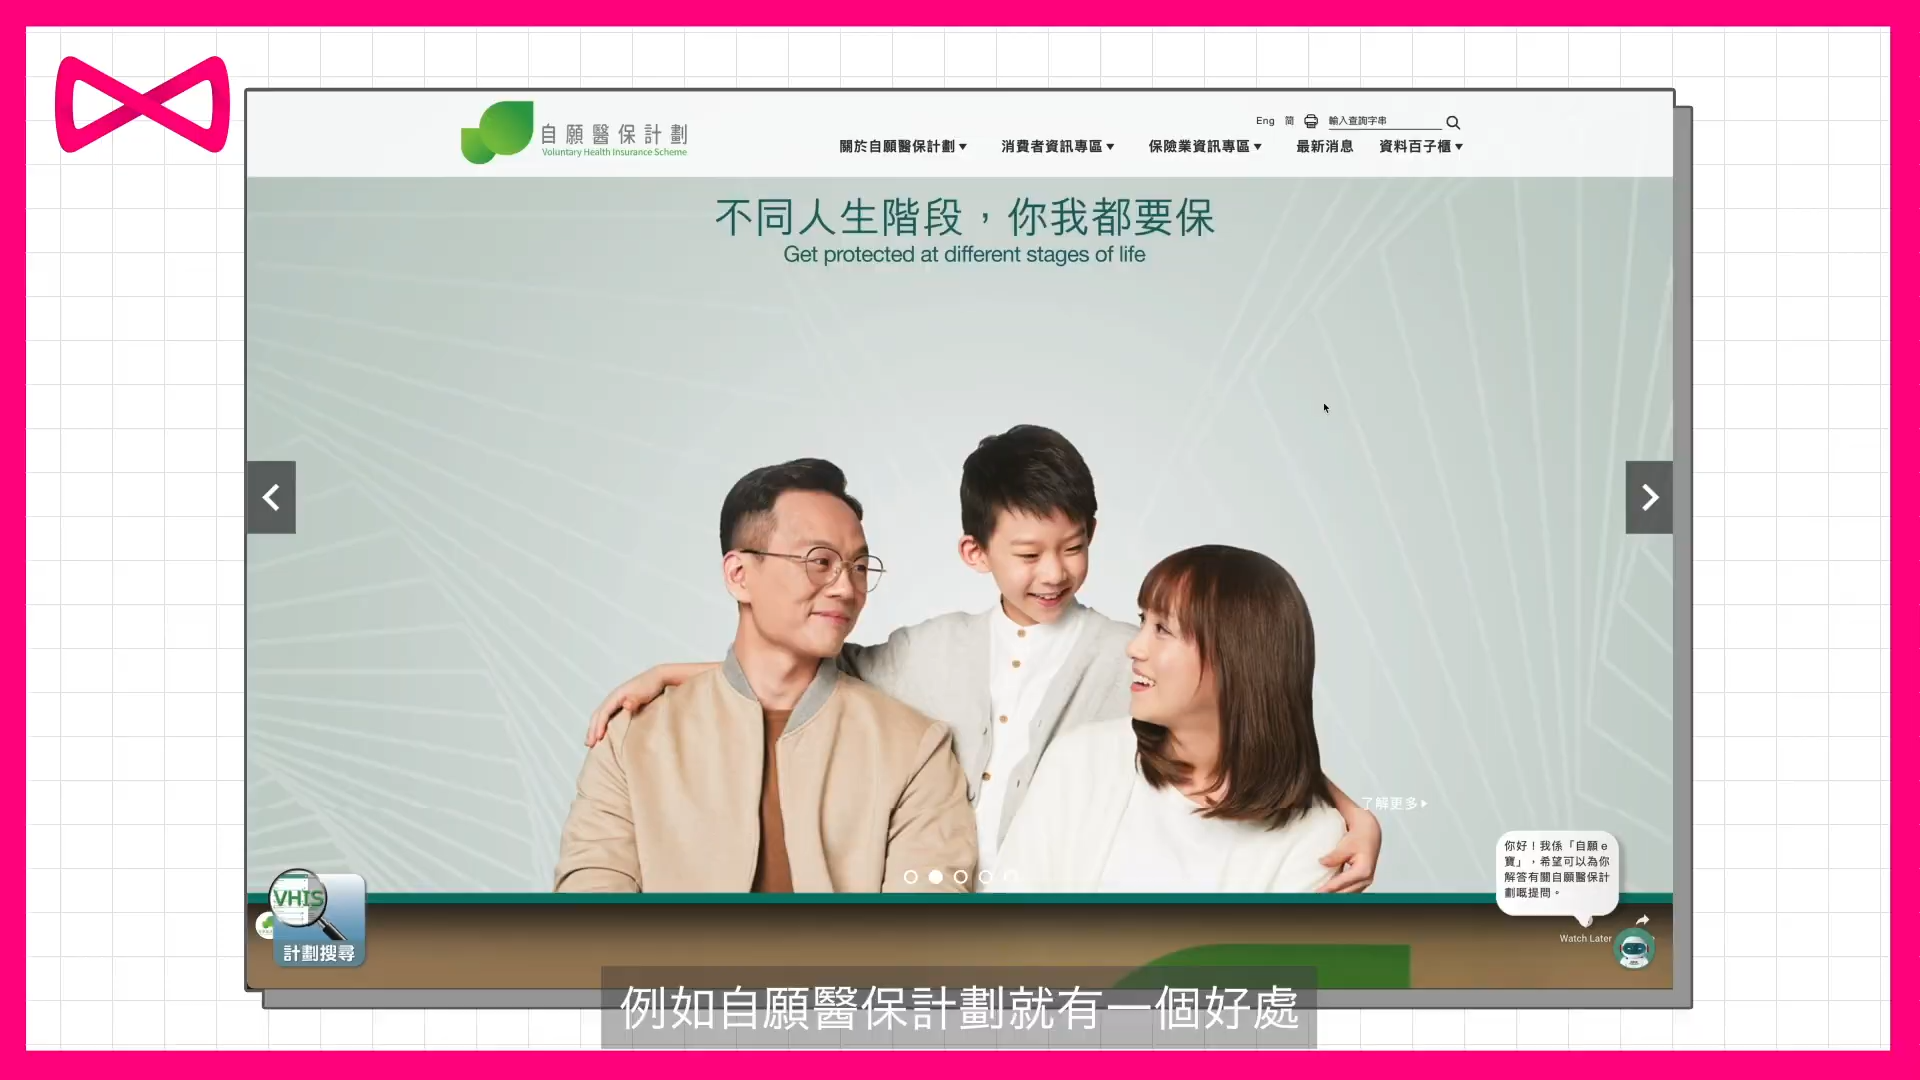 自願醫保計劃
Voluntary Health Insurance Scheme
Eng 简 輸入查詢字串
關於自願醫保計劃 消費者資訊專區 保險業資訊專區 最新消息 資料百子櫃
不同人生階段，你我都要保
Get protected at different stages of life
了解更多
你好！我係「自願 e
寶」，希望可以為你
解答有關自願醫保計
劃嘅提問。
VHIS
計劃搜尋
Watch Later
例如自願醫保計劃就有一個好處